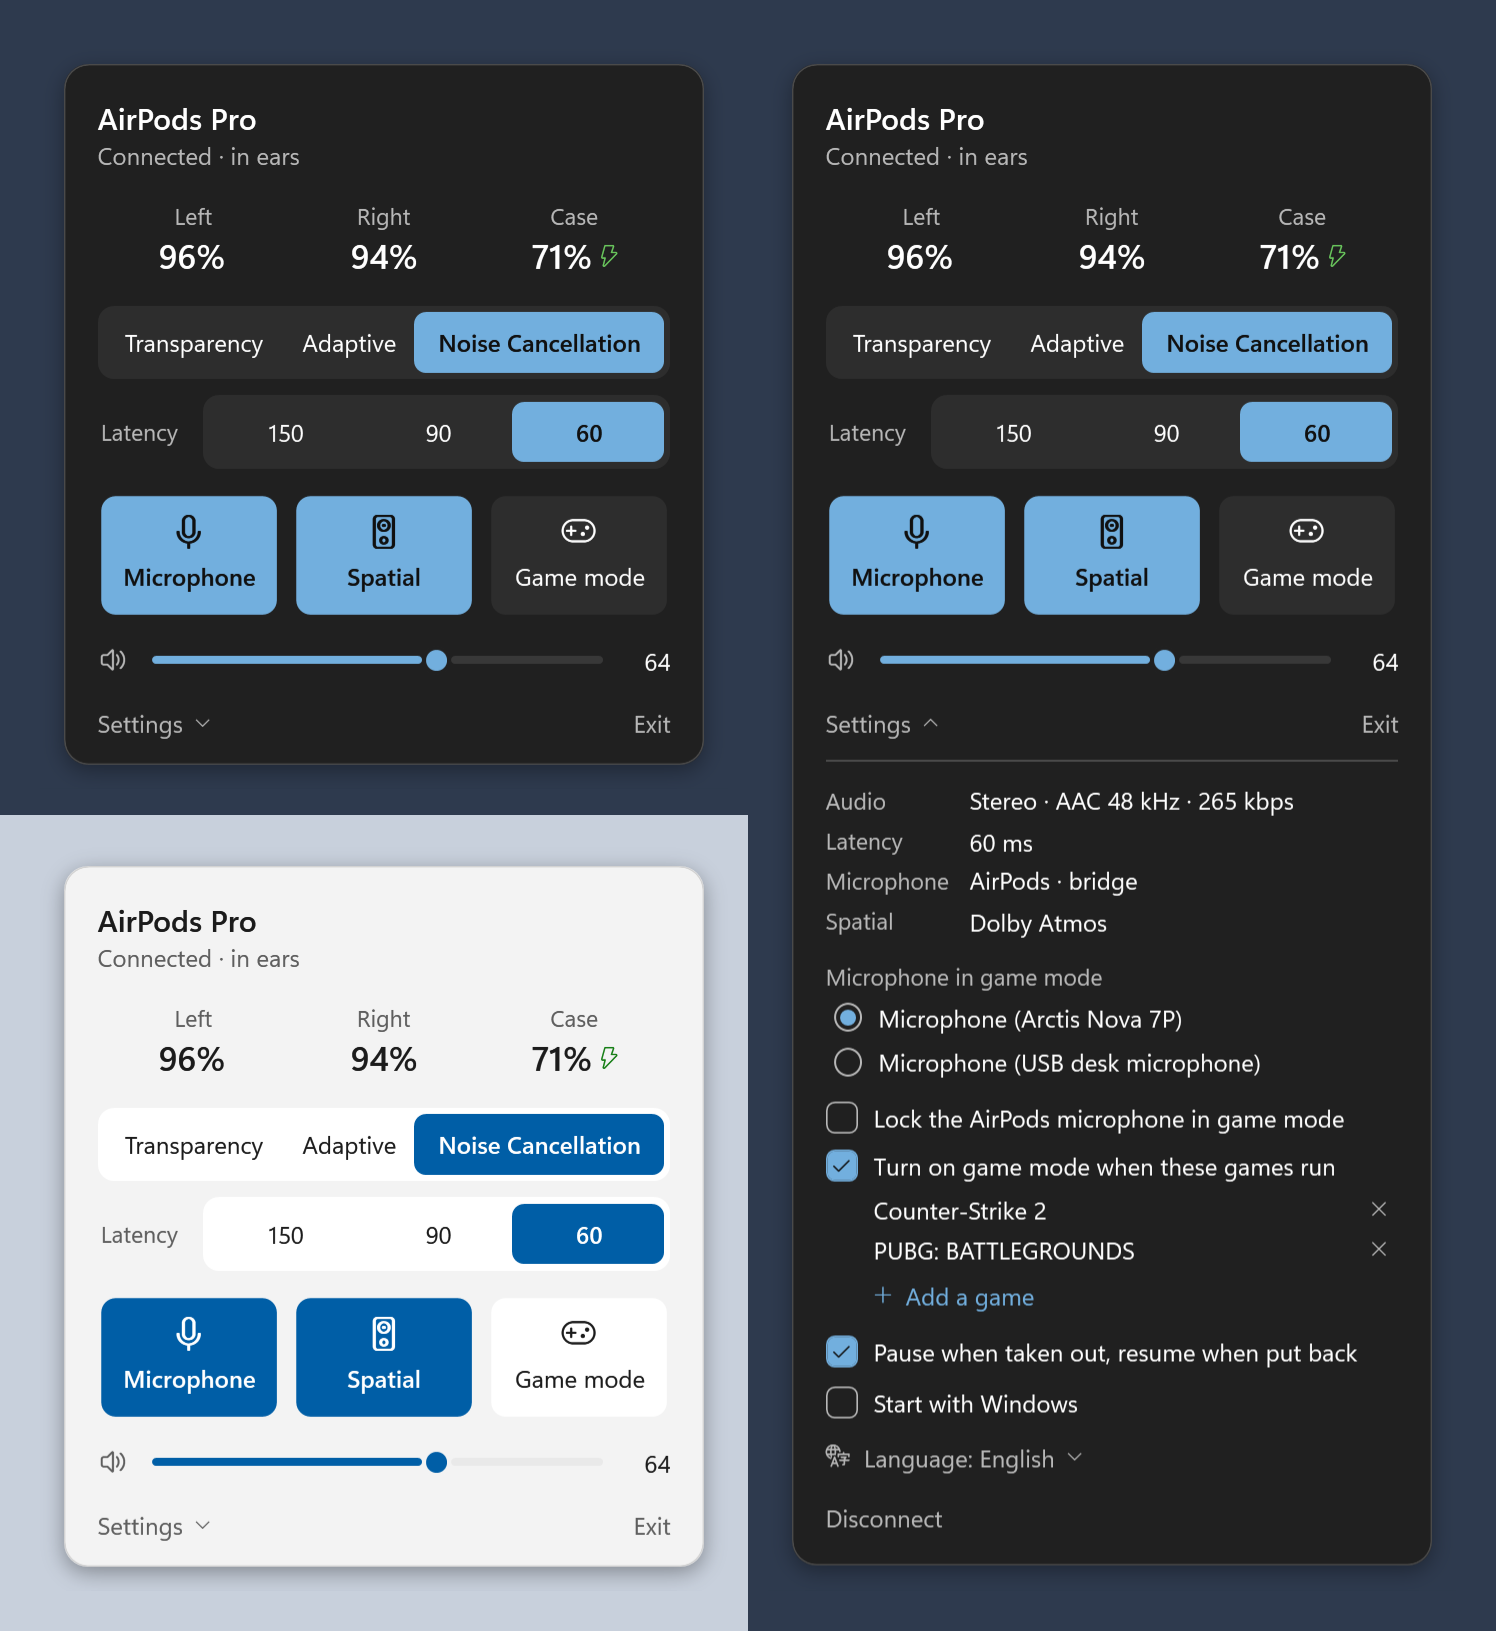 AirPods Pro
Connected · in ears
Left Right Case
96% 94% 71%
Transparency Adaptive Noise Cancellation
Latency 150 90 60
Microphone Spatial Game mode
64
Settings Exit
AirPods Pro
Connected · in ears
Left Right Case
96% 94% 71%
Transparency Adaptive Noise Cancellation
Latency 150 90 60
Microphone Spatial Game mode
64
Settings Exit
AirPods Pro
Connected · in ears
Left Right Case
96% 94% 71%
Transparency Adaptive Noise Cancellation
Latency 150 90 60
Microphone Spatial Game mode
64
Settings Exit
Audio Stereo · AAC 48 kHz · 265 kbps
Latency 60 ms
Microphone AirPods · bridge
Spatial Dolby Atmos
Microphone in game mode
Microphone (Arctis Nova 7P)
Microphone (USB desk microphone)
Lock the AirPods microphone in game mode
Turn on game mode when these games run
Counter-Strike 2
PUBG: BATTLEGROUNDS
+ Add a game
Pause when taken out, resume when put back
Start with Windows
Language: English
Disconnect